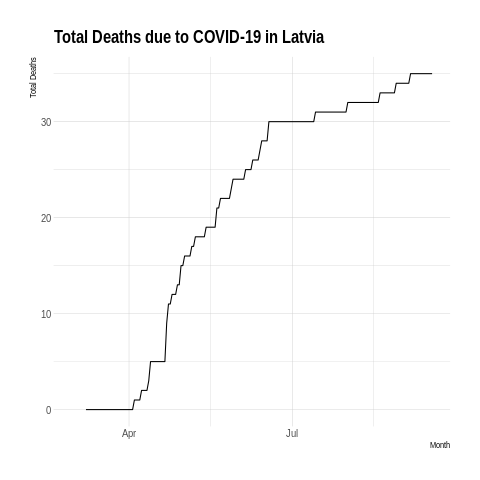 Total Deaths due to COVID-19 in Latvia
Total Deaths
30
20
10
0
Apr
Jul
Month